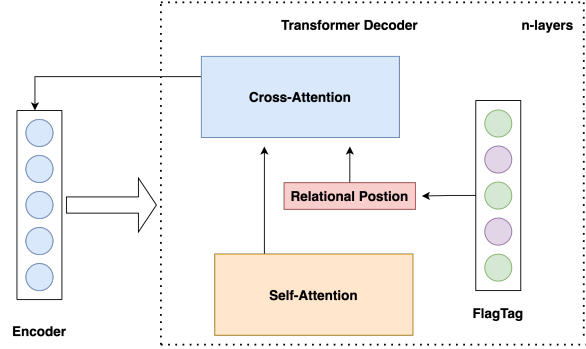 Transformer Decoder
n-layers
Cross-Attention
Relational Postion
Self-Attention
FlagTag
Encoder